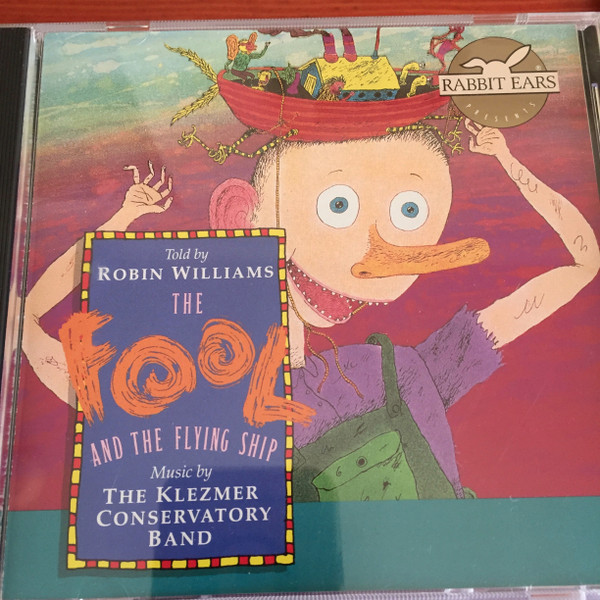 RABBIT EARS
PRESENTS
Told by
ROBIN WILLIAMS
THE
FOOL
AND THE FLYING SHIP
Music by
THE KLEZMER
CONSERVATORY
BAND